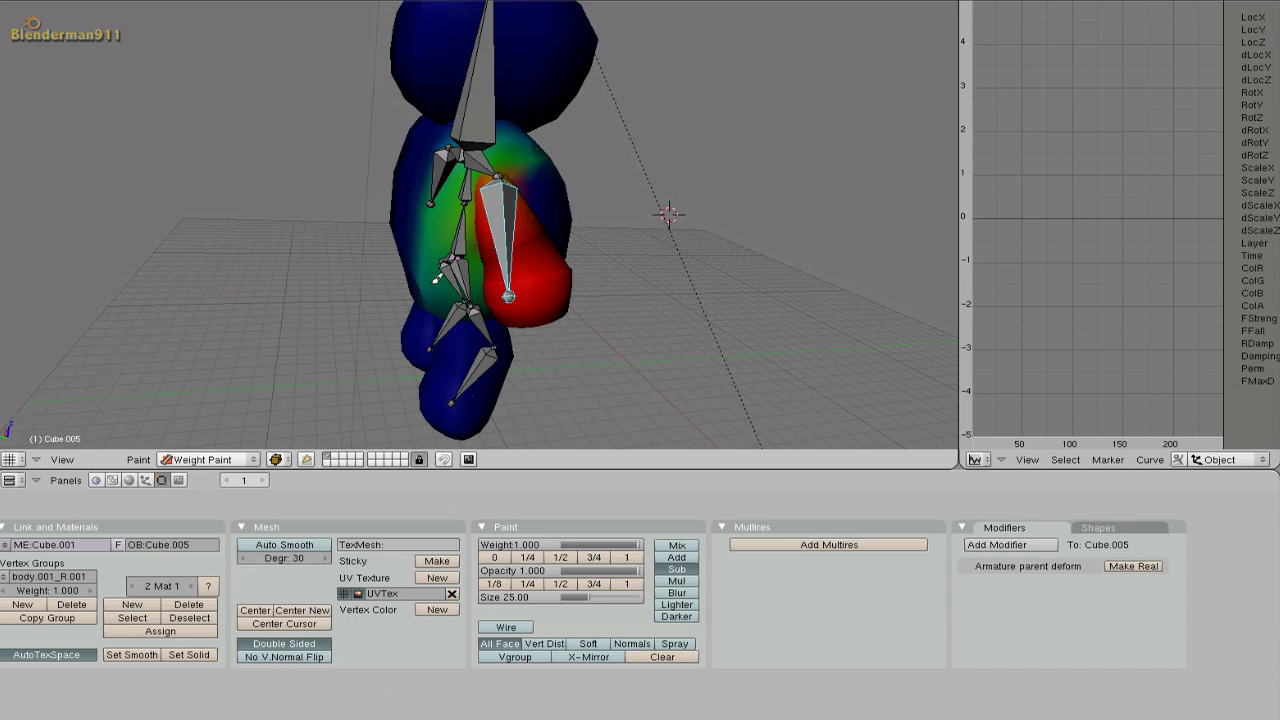 Blenderman911
(1) Cube.005
View Paint Weight Paint
Panels 1
Link and Materials
ME:Cube.001 F OB:Cube.005
Vertex Groups
body.001_R.001
Weight: 1.000
2 Mat 1 ?
New Delete New Delete
Copy Group Select Deselect
Assign
AutoTexSpace Set Smooth Set Solid
Mesh
Auto Smooth
Degr: 30
TexMesh:
Sticky Make
UV Texture New
UVTex
Vertex Color New
Center Center New
Center Cursor
Double Sided
No V.Normal Flip
Paint
Weight:1.000
0 1/4 1/2 3/4 1
Opacity 1.000
1/8 1/4 1/2 3/4 1
Size 25.00
Mix
Add
Sub
Mul
Blur
Lighter
Darker
Wire
All Face Vert Dist Soft Normals Spray
Vgroup X-Mirror Clear
Multires
Add Multires
Modifiers Shapes
Add Modifier To: Cube.005
Armature parent deform Make Real
4
3
2
1
0
-1
-2
-3
-4
-5
50 100 150 200
View Select Marker Curve Object
LocX
LocY
LocZ
dLocX
dLocY
dLocZ
RotX
RotY
RotZ
dRotX
dRotY
dRotZ
ScaleX
ScaleY
ScaleZ
dScaleX
dScaleY
dScaleZ
Layer
Time
ColR
ColG
ColB
ColA
FStreng
FFall
RDamp
Damping
Perm
FMaxD